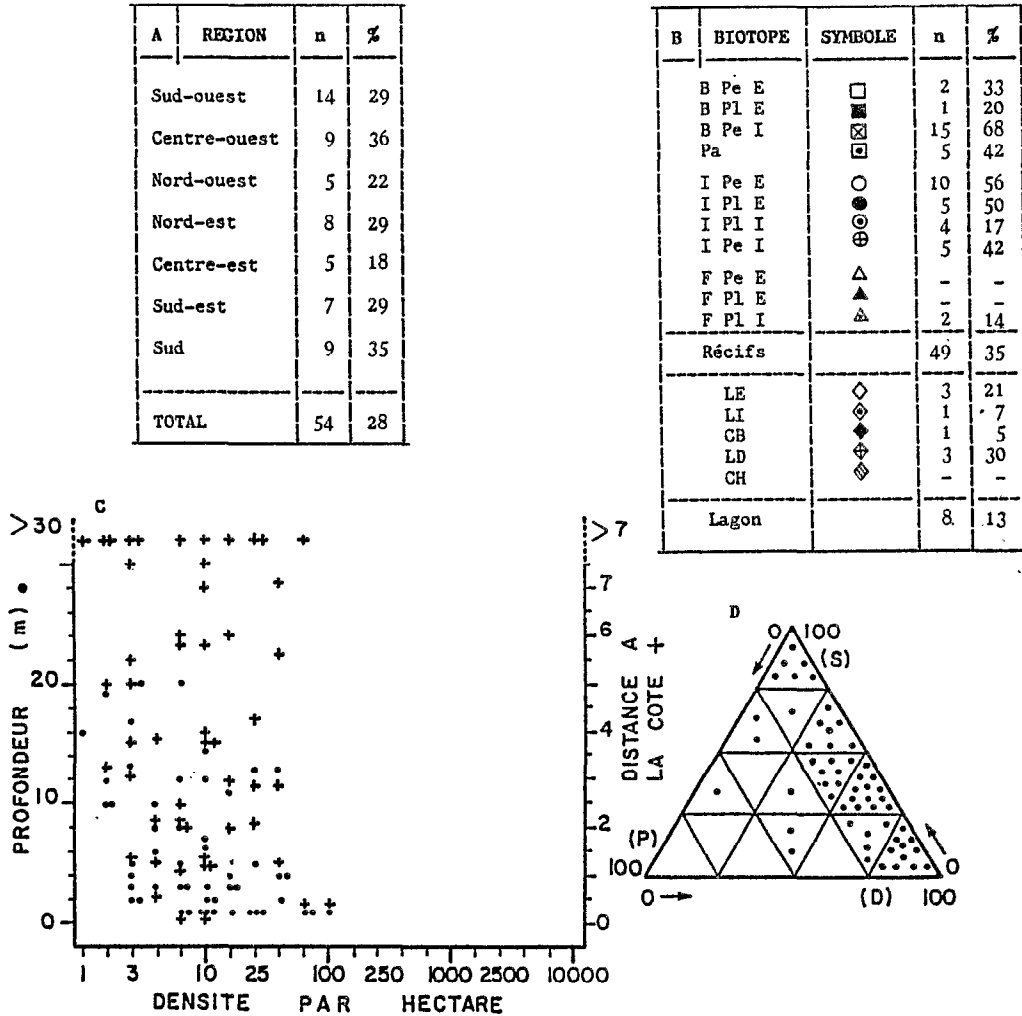 A REGION n %
Sud-ouest 14 29
Centre-ouest 9 36
Nord-ouest 5 22
Nord-est 8 29
Centre-est 5 18
Sud-est 7 29
Sud 9 35
TOTAL 54 28
B BIOTOPE SYMBOLE n %
B Pe E 2 33
B Pl E 1 20
B Pe I 15 68
Pa 5 42
I Pe E 10 56
I Pl E 5 50
I Pl I 4 17
I Pe I 5 42
F Pe E - -
F Pl E - -
F Pl I 2 14
Récifs 49 35
LE 3 21
LI 1 7
CB 1 5
LD 3 30
CH - -
Lagon 8 13
C
>30
20
10
0
PROFONDEUR (m) ●
>7
7
6
4
2
0
DISTANCE A +
LA COTE
1 3 10 25 100 250 1000 2500 10000
DENSITE PAR HECTARE
D
0 100
(S)
(P)
100 0
0 → (D) 100